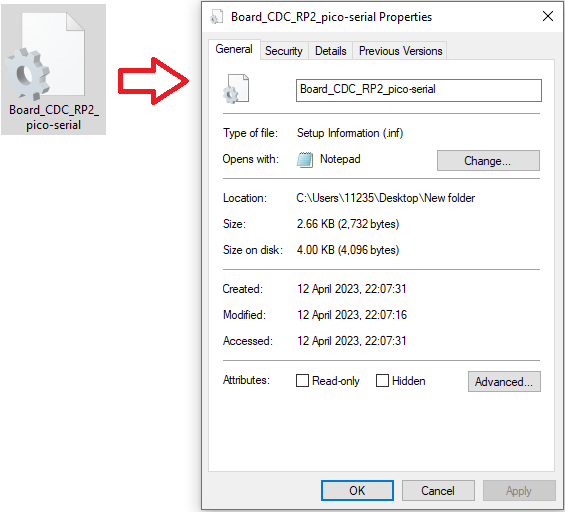 Board_CDC_RP2_
pico-serial
Board_CDC_RP2_pico-serial Properties
General Security Details Previous Versions
Board_CDC_RP2_pico-serial
Type of file: Setup Information (.inf)
Opens with: Notepad Change...
Location: C:\Users\11235\Desktop\New folder
Size: 2.66 KB (2,732 bytes)
Size on disk: 4.00 KB (4,096 bytes)
Created: 12 April 2023, 22:07:31
Modified: 12 April 2023, 22:07:16
Accessed: 12 April 2023, 22:07:31
Attributes: Read-only Hidden Advanced...
OK Cancel Apply